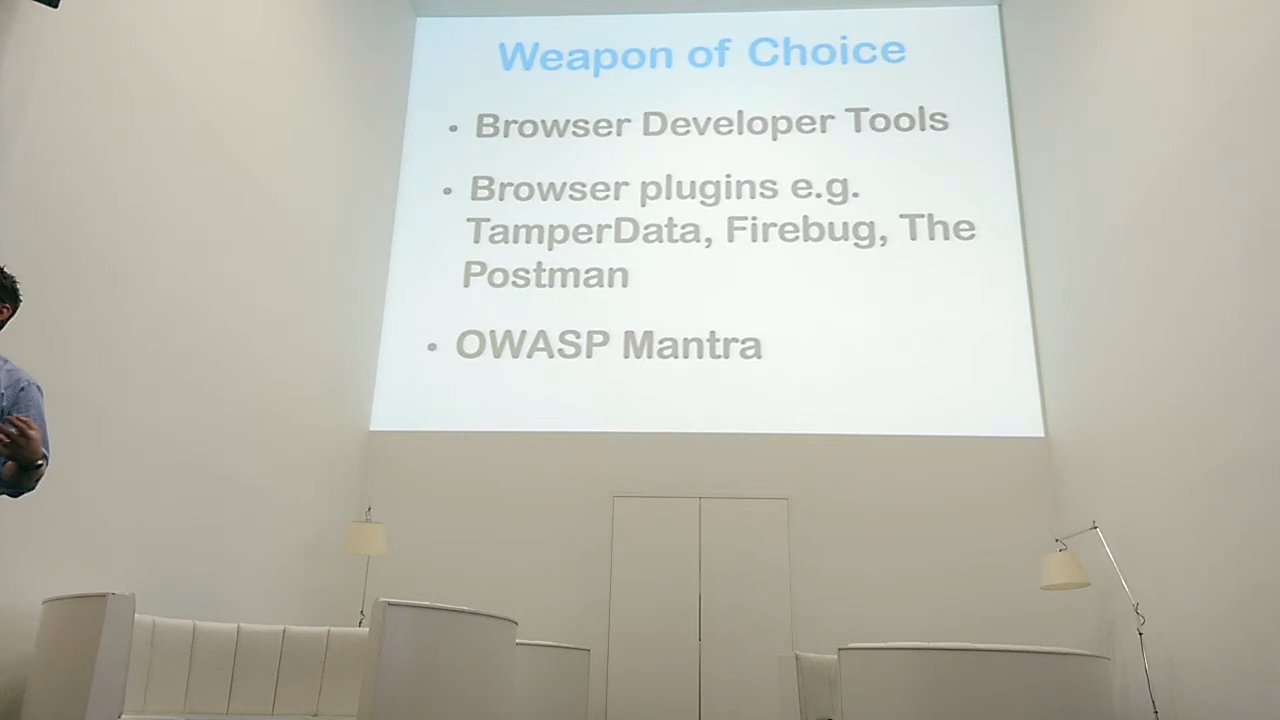 Weapon of Choice
• Browser Developer Tools
• Browser plugins e.g.
TamperData, Firebug, The
Postman
• OWASP Mantra